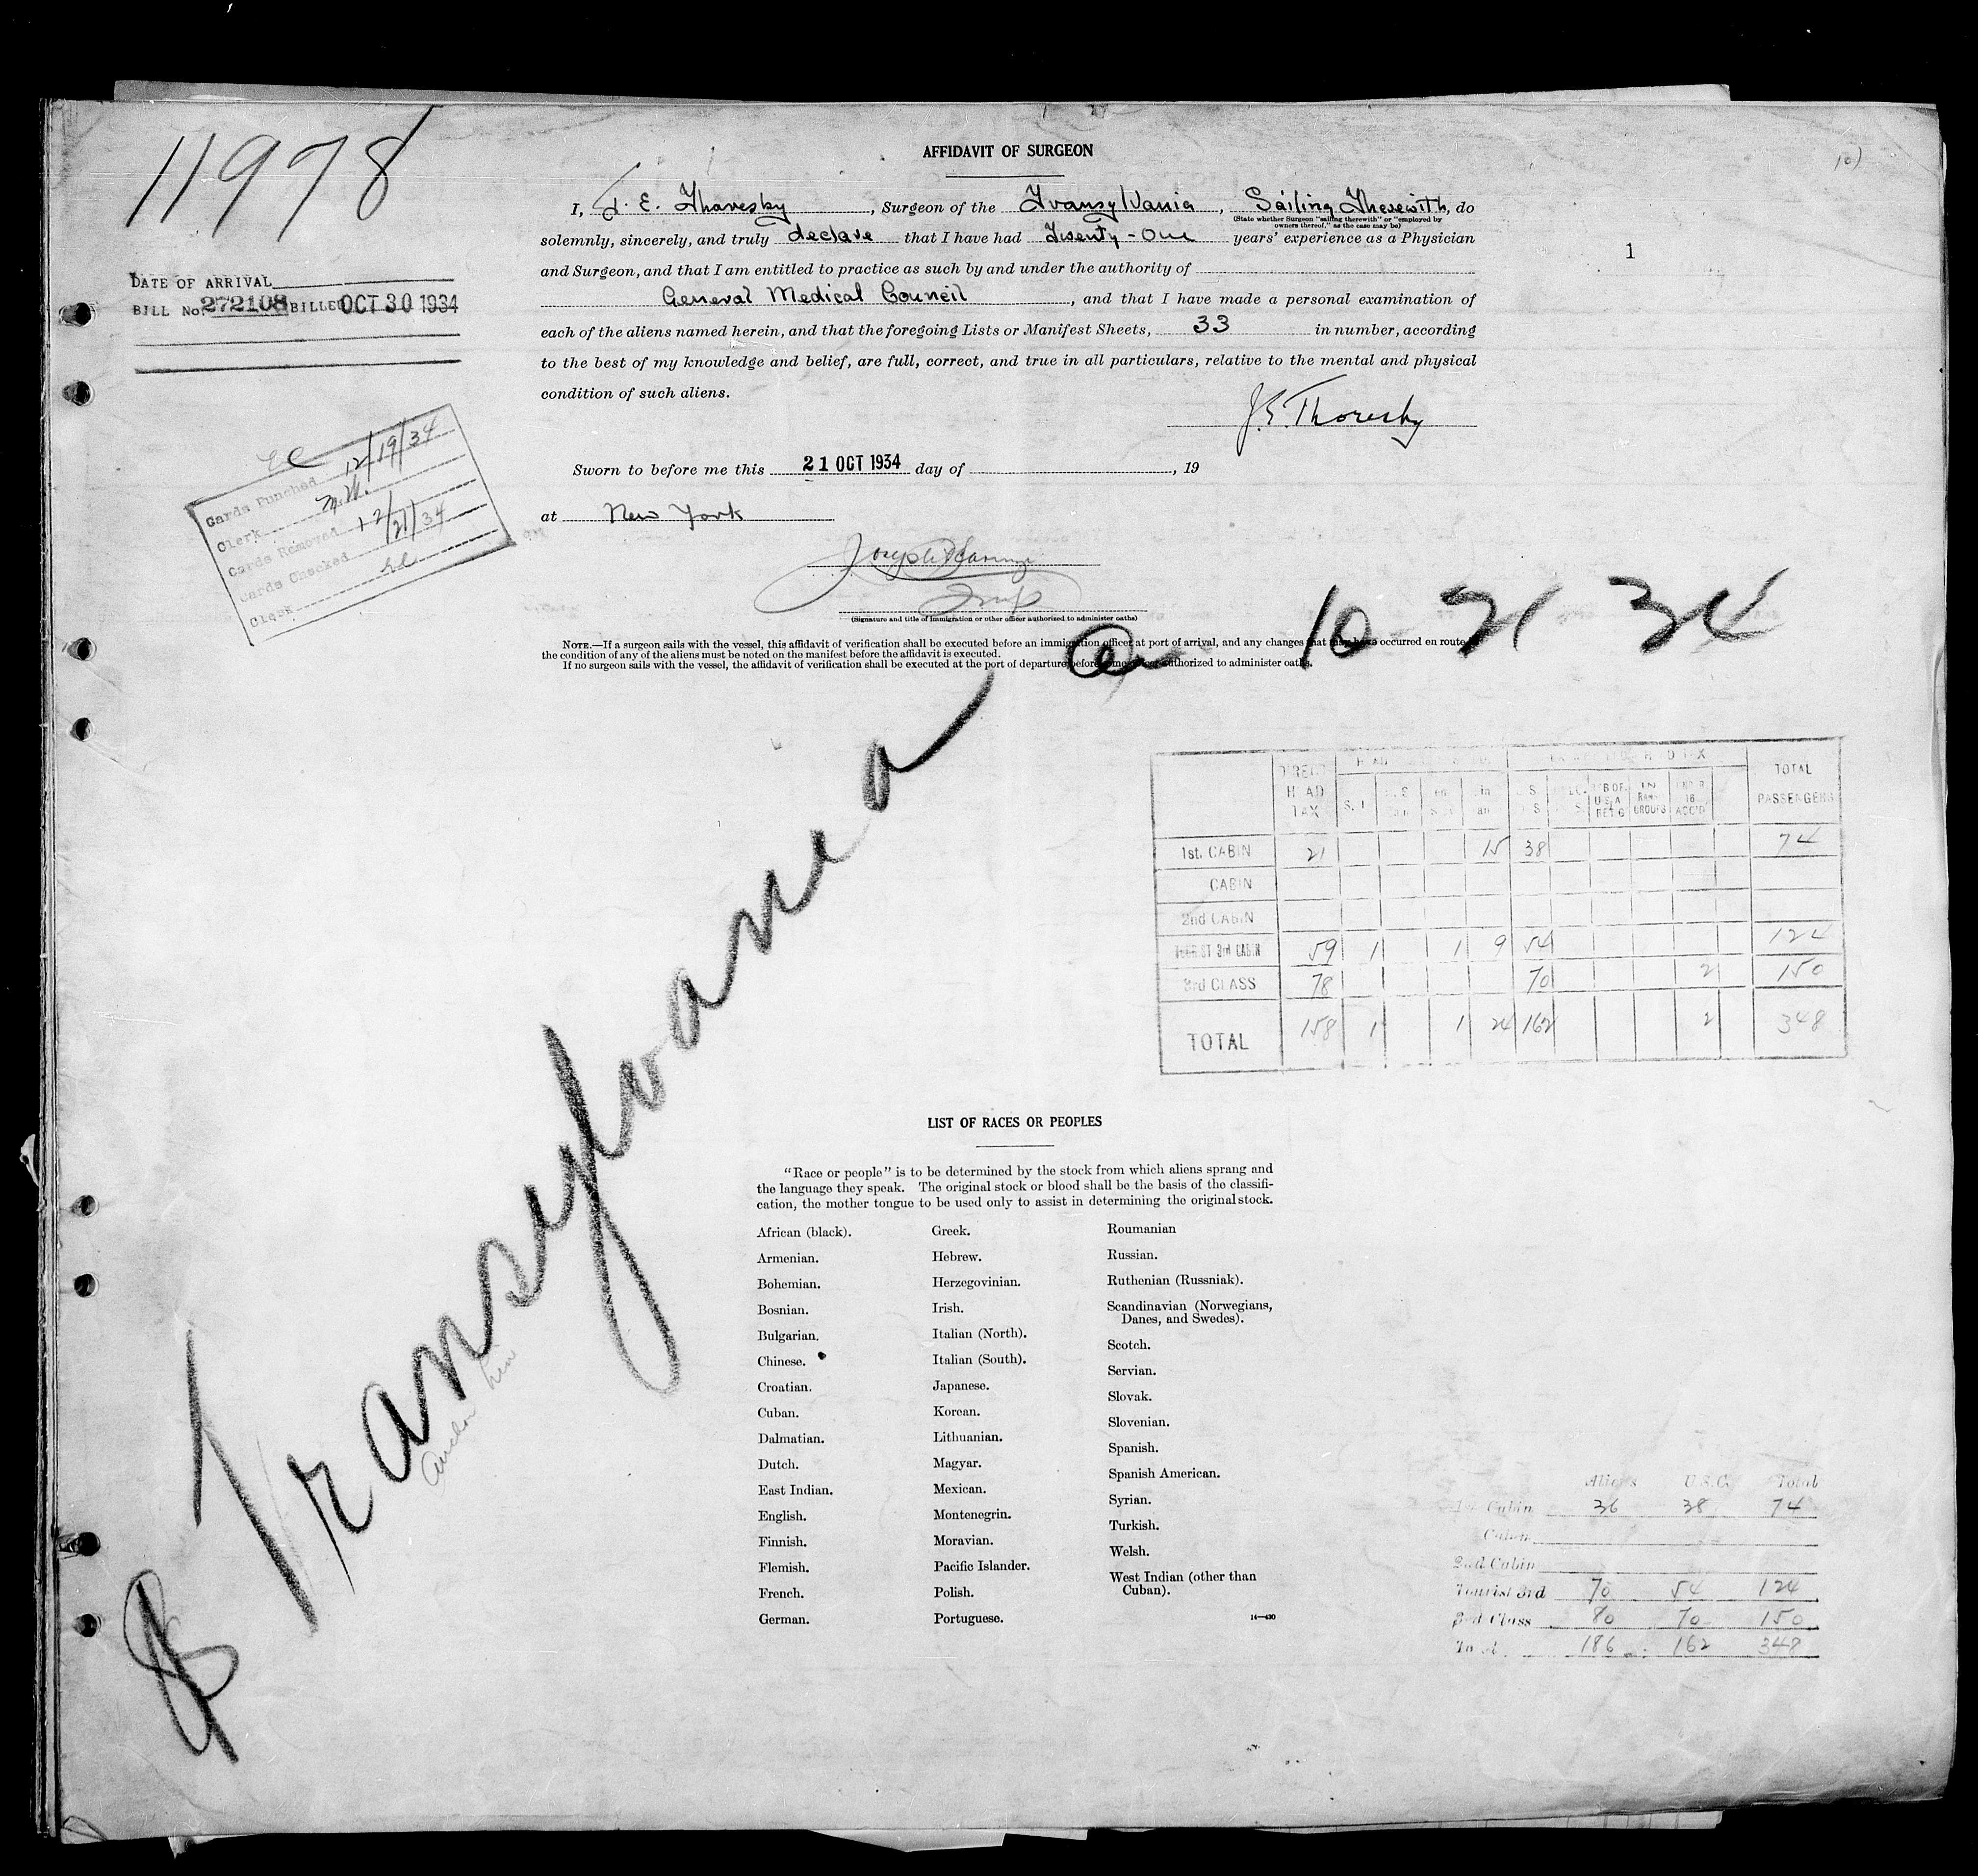 11978
AFFIDAVIT OF SURGEON
10)
I, J. E. Thoresby, Surgeon of the Transylvania, Sailing Therewith, do
(State whether Surgeon "sailing therewith" or "employed by
owners thereof," as the case may be)
solemnly, sincerely, and truly declare that I have had Twenty-One years' experience as a Physician
and Surgeon, and that I am entitled to practice as such by and under the authority of
General Medical Council, and that I have made a personal examination of
each of the aliens named herein, and that the foregoing Lists or Manifest Sheets, 33 in number, according
to the best of my knowledge and belief, are full, correct, and true in all particulars, relative to the mental and physical
condition of such aliens.
J. E. Thoresby
1
DATE OF ARRIVAL
BILL No. 272108 BILLED OCT 30 1934
Sworn to before me this 21 OCT 1934 day of , 19
at New York
(Signature and title of immigration or other officer authorized to administer oaths)
Cards Punched 12/19/34
Clerk
Cards Removed 12/21/34
Cards Checked
Clerk
NOTE.—If a surgeon sails with the vessel, this affidavit of verification shall be executed before an immigration officer at port of arrival, and any changes that may have occurred en route
the condition of any of the aliens must be noted on the manifest before the affidavit is executed.
If no surgeon sails with the vessel, the affidavit of verification shall be executed at the port of departure before authorized to administer oaths.
10 21 34
Transylvania
Anchor Line
DIRECT HEAD TAX TOTAL PASSENGERS
1st. CABIN 21 15 38 74
CABIN
2nd CABIN
TOURIST 3rd CABIN 59 1 1 9 54 124
3rd CLASS 78 70 2 150
TOTAL 158 1 1 24 162 2 348
LIST OF RACES OR PEOPLES
"Race or people" is to be determined by the stock from which aliens sprang and
the language they speak. The original stock or blood shall be the basis of the classifi-
cation, the mother tongue to be used only to assist in determining the original stock.
African (black).
Armenian.
Bohemian.
Bosnian.
Bulgarian.
Chinese.
Croatian.
Cuban.
Dalmatian.
Dutch.
East Indian.
English.
Finnish.
Flemish.
French.
German.
Greek.
Hebrew.
Herzegovinian.
Irish.
Italian (North).
Italian (South).
Japanese.
Korean.
Lithuanian.
Magyar.
Mexican.
Montenegrin.
Moravian.
Pacific Islander.
Polish.
Portuguese.
Roumanian
Russian.
Ruthenian (Russniak).
Scandinavian (Norwegians,
Danes, and Swedes).
Scotch.
Servian.
Slovak.
Slovenian.
Spanish.
Spanish American.
Syrian.
Turkish.
Welsh.
West Indian (other than
Cuban).
14—430
Aliens U.S.C. Total
1st Cabin 36 38 74
Cabin
2nd Cabin
Tourist 3rd 70 54 124
3rd Class 80 70 150
Total 186 162 348